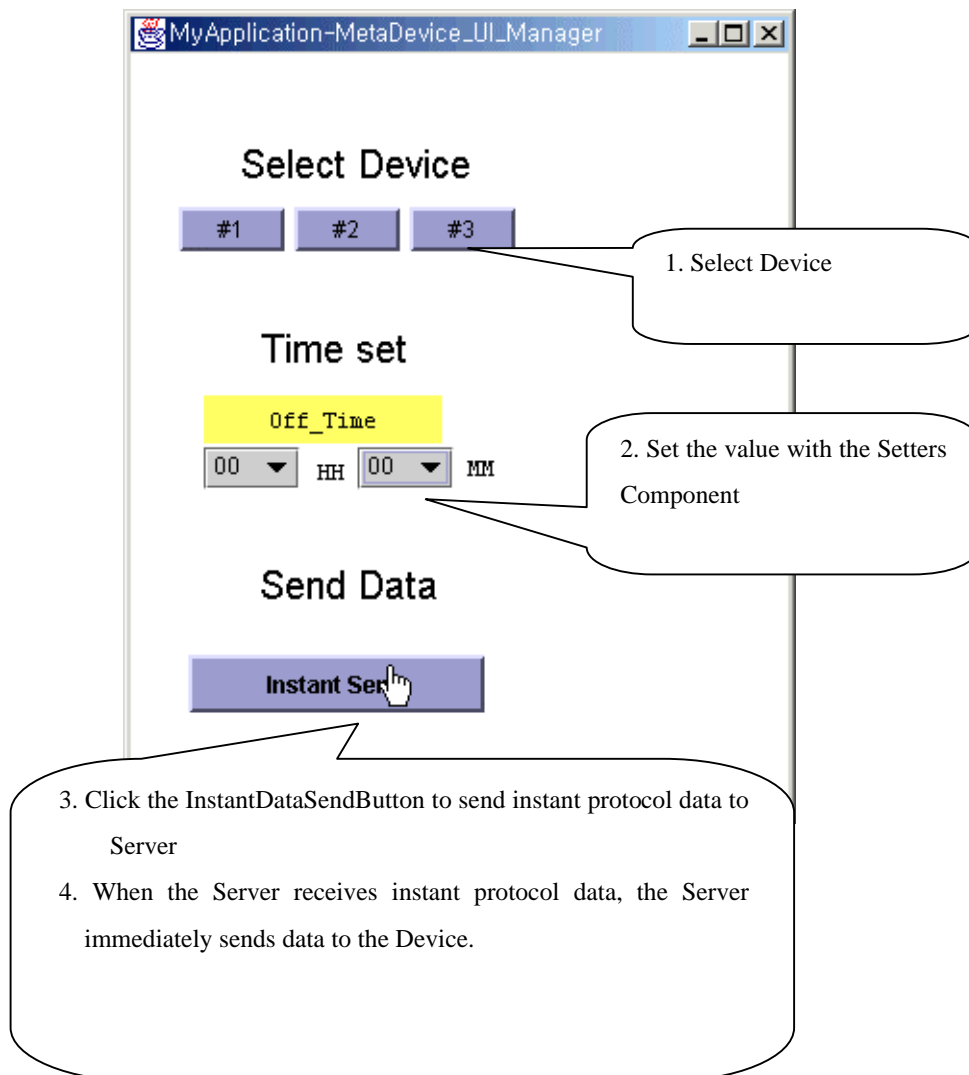 MyApplication-MetaDevice_UI_Manager
Select Device
#1 #2 #3
1. Select Device
Time set
Off_Time
00 HH 00 MM
2. Set the value with the Setters
Component
Send Data
Instant
3. Click the InstantDataSendButton to send instant protocol data to
Server
4. When the Server receives instant protocol data, the Server
immediately sends data to the Device.